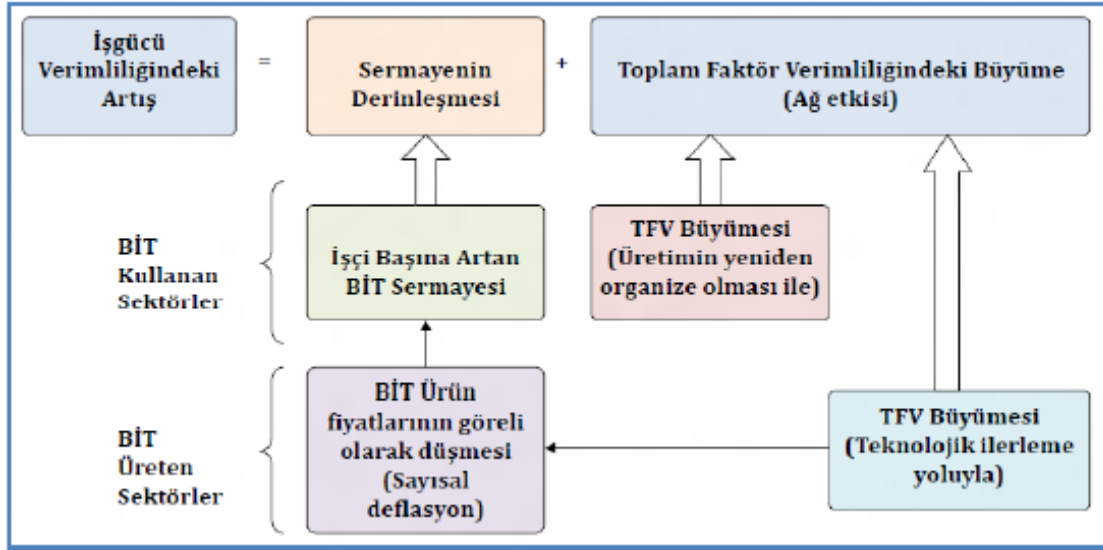 İşgücü
Verimliliğindeki
Artış
=
Sermayenin
Derinleşmesi
+
Toplam Faktör Verimliliğindeki Büyüme
(Ağ etkisi)
BİT
Kullanan
Sektörler
İşçi Başına Artan
BİT Sermayesi
TFV Büyümesi
(Üretimin yeniden
organize olması ile)
BİT
Üreten
Sektörler
BİT Ürün
fiyatlarının göreli
olarak düşmesi
(Sayısal
deflasyon)
TFV Büyümesi
(Teknolojik ilerleme
yoluyla)